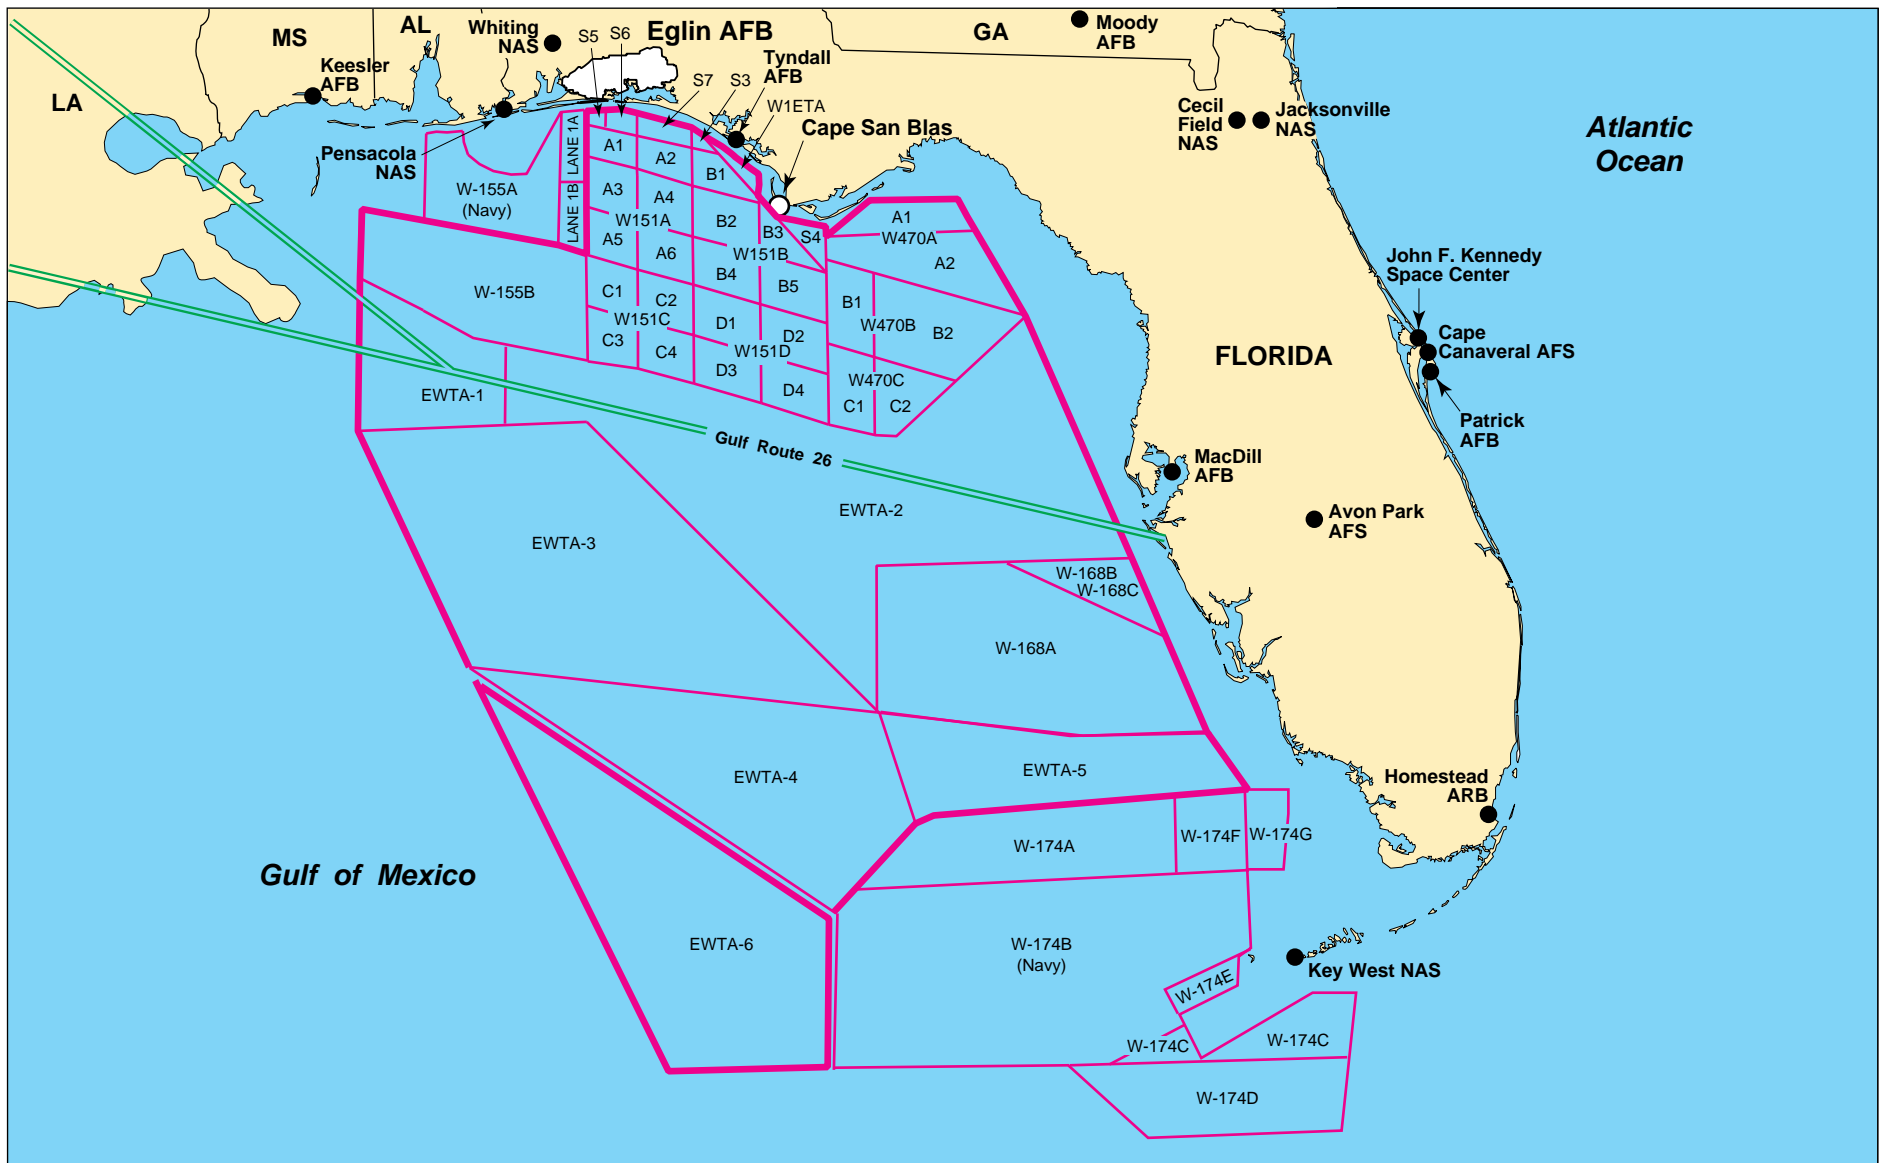 MS
AL
Whiting
NAS
S5
S6
Eglin AFB
GA
Moody
AFB
Keesler
AFB
LA
S7
S3
Tyndall
AFB
W1ETA
Cape San Blas
Cecil
Field
NAS
Jacksonville
NAS
Atlantic
Ocean
Pensacola
NAS
LANE 1A
LANE 1B
W-155A
(Navy)
A1
A2
B1
A3
A4
W151A
A5
A6
B2
B3
S4
W151B
B4
B5
A1
W470A
A2
W-155B
C1
C2
W151C
C3
C4
D1
D2
W151D
D3
D4
B1
W470B
B2
W470C
C1
C2
John F. Kennedy
Space Center
Cape
Canaveral AFS
Patrick
AFB
FLORIDA
EWTA-1
Gulf Route 26
MacDill
AFB
Avon Park
AFS
EWTA-2
EWTA-3
W-168B
W-168C
W-168A
EWTA-4
EWTA-5
Homestead
ARB
W-174A
W-174F
W-174G
Gulf of Mexico
EWTA-6
W-174B
(Navy)
Key West NAS
W-174E
W-174C
W-174C
W-174D